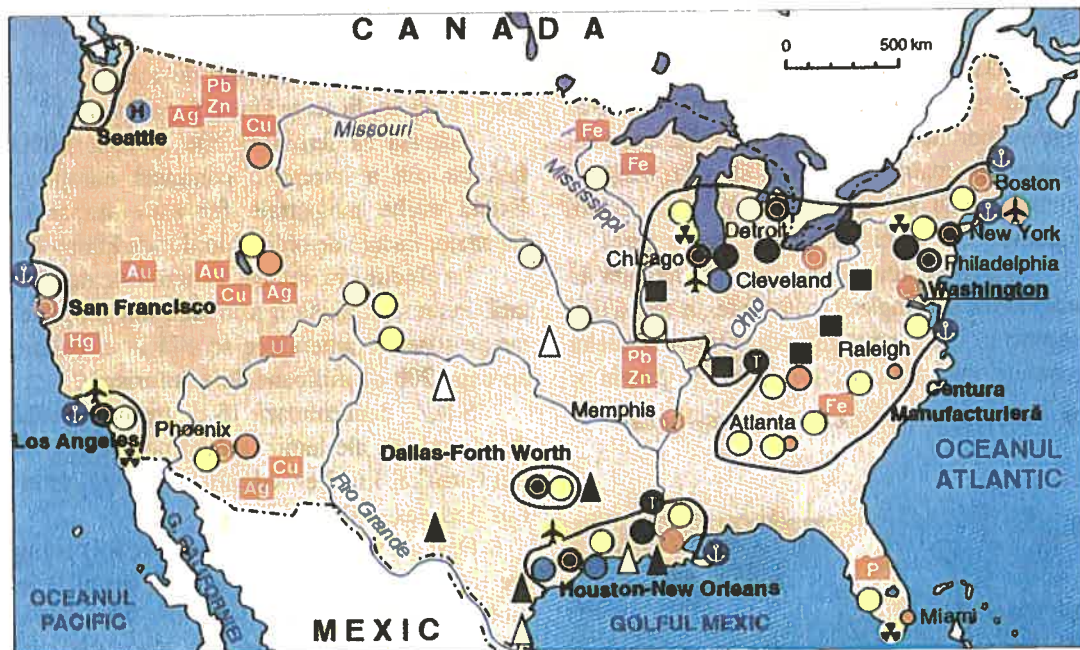 CANADA
0 500 km
Pb
Zn
Ag
Cu
H
Seattle
Missouri
Fe
Fe
Mississippi
Boston
New York
Detroit
Chicago
Cleveland
Philadelphia
Washington
Au
Au
Cu
Ag
San Francisco
Hg
U
Ohio
Raleigh
Pb
Zn
T
Memphis
Fe
Atlanta
Centura
Manufacturieră
Los Angeles
Phoenix
Cu
Ag
Rio Grande
Dallas-Forth Worth
T
OCEANUL
ATLANTIC
Houston-New Orleans
P
Miami
OCEANUL
PACIFIC
MEXIC
GOLFUL MEXIC